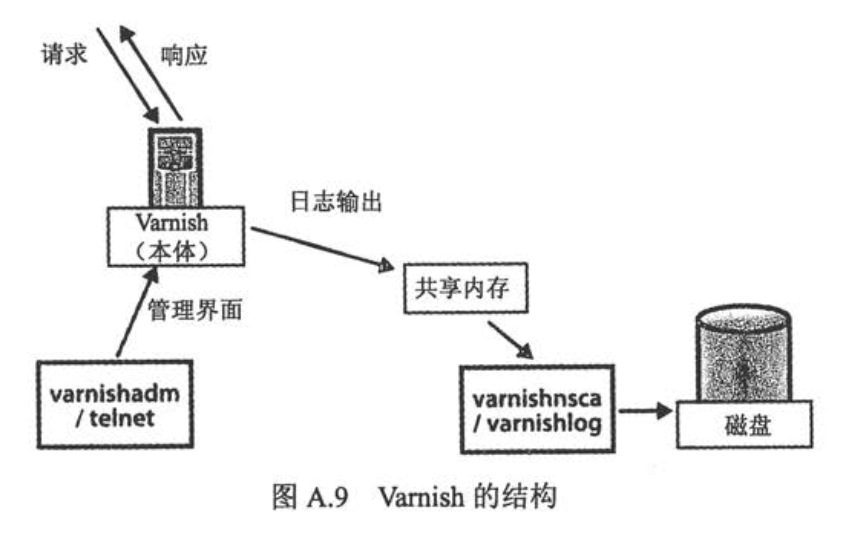 请求
响应
Varnish
（本体）
日志输出
共享内存
管理界面
varnishadm
/ telnet
varnishnsca
/ varnishlog
磁盘
图 A.9 Varnish 的结构